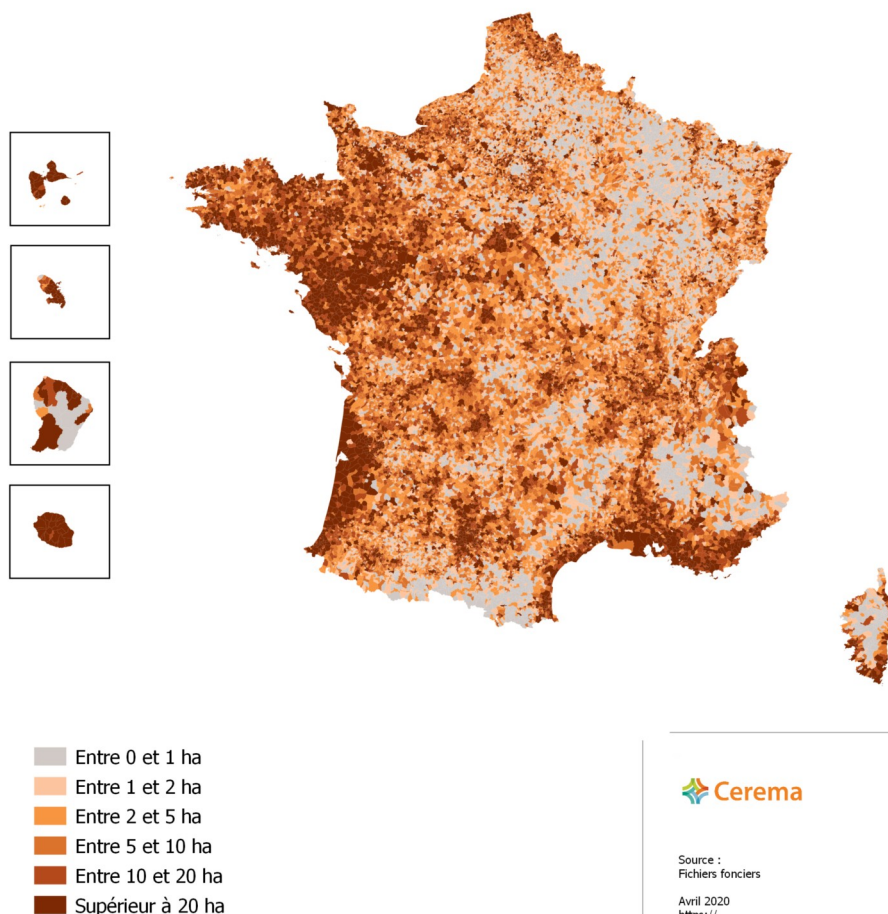 Entre 0 et 1 ha
Entre 1 et 2 ha
Entre 2 et 5 ha
Entre 5 et 10 ha
Entre 10 et 20 ha
Supérieur à 20 ha
Cerema
Source :
Fichiers fonciers
Avril 2020